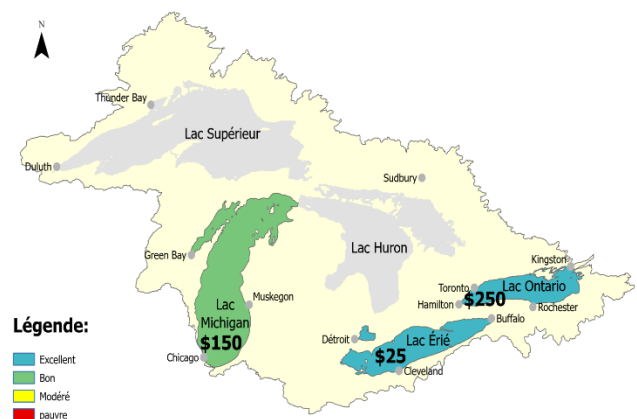 N
Thunder Bay
Lac Supérieur
Duluth
Sudbury
Lac Huron
Green Bay
Kingston
Toronto
Lac Ontario
$250
Hamilton
Rochester
Muskegon
Lac
Michigan
$150
Buffalo
Détroit
Lac Érié
$25
Chicago
Cleveland
Légende:
Excellent
Bon
Modéré
pauvre